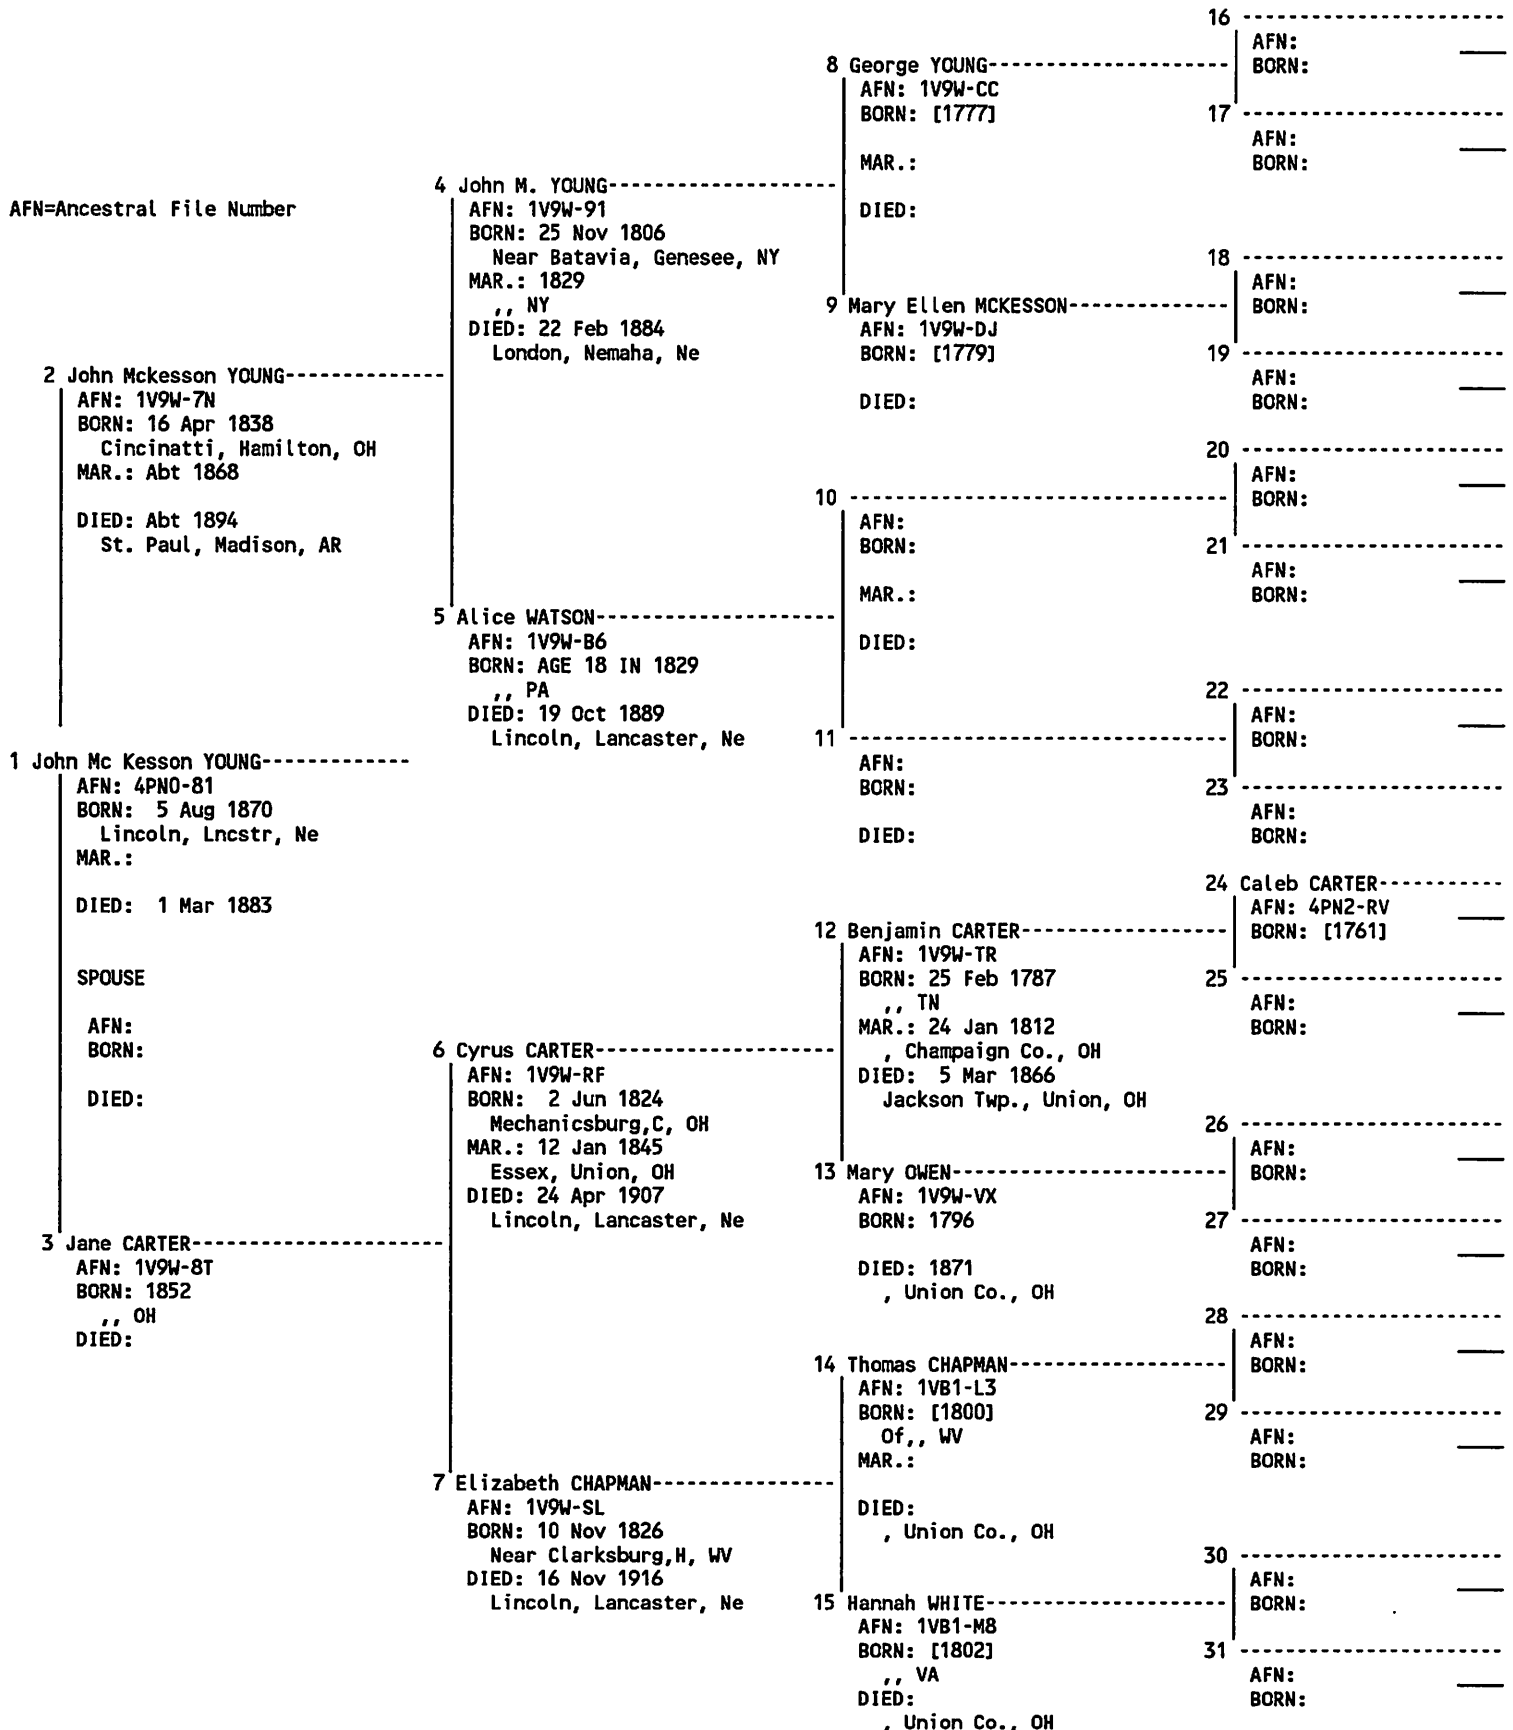 AFN=Ancestral File Number
1 John Mc Kesson YOUNG-------------
AFN: 4PN0-81
BORN:  5 Aug 1870
Lincoln, Lncstr, Ne
MAR.:
DIED:  1 Mar 1883
SPOUSE
AFN:
BORN:
DIED:
2 John Mckesson YOUNG--------------
AFN: 1V9W-7N
BORN: 16 Apr 1838
Cincinatti, Hamilton, OH
MAR.: Abt 1868
DIED: Abt 1894
St. Paul, Madison, AR
3 Jane CARTER----------------------
AFN: 1V9W-8T
BORN: 1852
,, OH
DIED:
4 John M. YOUNG--------------------
AFN: 1V9W-91
BORN: 25 Nov 1806
Near Batavia, Genesee, NY
MAR.: 1829
,, NY
DIED: 22 Feb 1884
London, Nemaha, Ne
5 Alice WATSON---------------------
AFN: 1V9W-B6
BORN: AGE 18 IN 1829
,, PA
DIED: 19 Oct 1889
Lincoln, Lancaster, Ne
6 Cyrus CARTER---------------------
AFN: 1V9W-RF
BORN:  2 Jun 1824
Mechanicsburg,C, OH
MAR.: 12 Jan 1845
Essex, Union, OH
DIED: 24 Apr 1907
Lincoln, Lancaster, Ne
7 Elizabeth CHAPMAN----------------
AFN: 1V9W-SL
BORN: 10 Nov 1826
Near Clarksburg,H, WV
DIED: 16 Nov 1916
Lincoln, Lancaster, Ne
8 George YOUNG---------------------
AFN: 1V9W-CC
BORN: [1777]
MAR.:
DIED:
9 Mary Ellen MCKESSON--------------
AFN: 1V9W-DJ
BORN: [1779]
DIED:
10 ---------------------------------
AFN:
BORN:
MAR.:
DIED:
11 ---------------------------------
AFN:
BORN:
DIED:
12 Benjamin CARTER------------------
AFN: 1V9W-TR
BORN: 25 Feb 1787
,, TN
MAR.: 24 Jan 1812
, Champaign Co., OH
DIED:  5 Mar 1866
Jackson Twp., Union, OH
13 Mary OWEN------------------------
AFN: 1V9W-VX
BORN: 1796
DIED: 1871
, Union Co., OH
14 Thomas CHAPMAN-------------------
AFN: 1VB1-L3
BORN: [1800]
Of,, WV
MAR.:
DIED:
, Union Co., OH
15 Hannah WHITE---------------------
AFN: 1VB1-M8
BORN: [1802]
,, VA
DIED:
, Union Co., OH
16 -----------------------
AFN:
BORN:
17 -----------------------
AFN:
BORN:
18 -----------------------
AFN:
BORN:
19 -----------------------
AFN:
BORN:
20 -----------------------
AFN:
BORN:
21 -----------------------
AFN:
BORN:
22 -----------------------
AFN:
BORN:
23 -----------------------
AFN:
BORN:
24 Caleb CARTER-----------
AFN: 4PN2-RV
BORN: [1761]
25 -----------------------
AFN:
BORN:
26 -----------------------
AFN:
BORN:
27 -----------------------
AFN:
BORN:
28 -----------------------
AFN:
BORN:
29 -----------------------
AFN:
BORN:
30 -----------------------
AFN:
BORN:
31 -----------------------
AFN:
BORN: